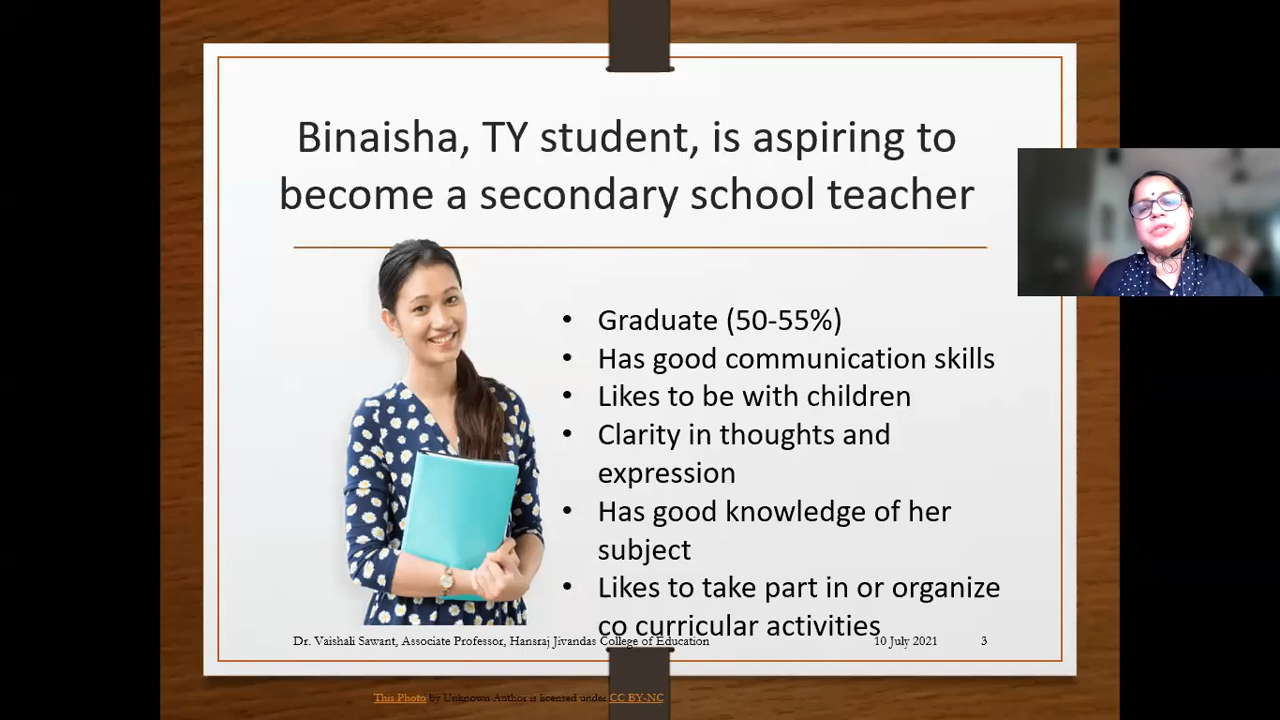 Binaisha, TY student, is aspiring to
become a secondary school teacher
• Graduate (50-55%)
• Has good communication skills
• Likes to be with children
• Clarity in thoughts and
expression
• Has good knowledge of her
subject
• Likes to take part in or organize
co curricular activities
Dr. Vaishali Sawant, Associate Professor, Hansraj Jivandas College of Education 10 July 2021 3
This Photo by Unknown Author is licensed under CC BY-NC